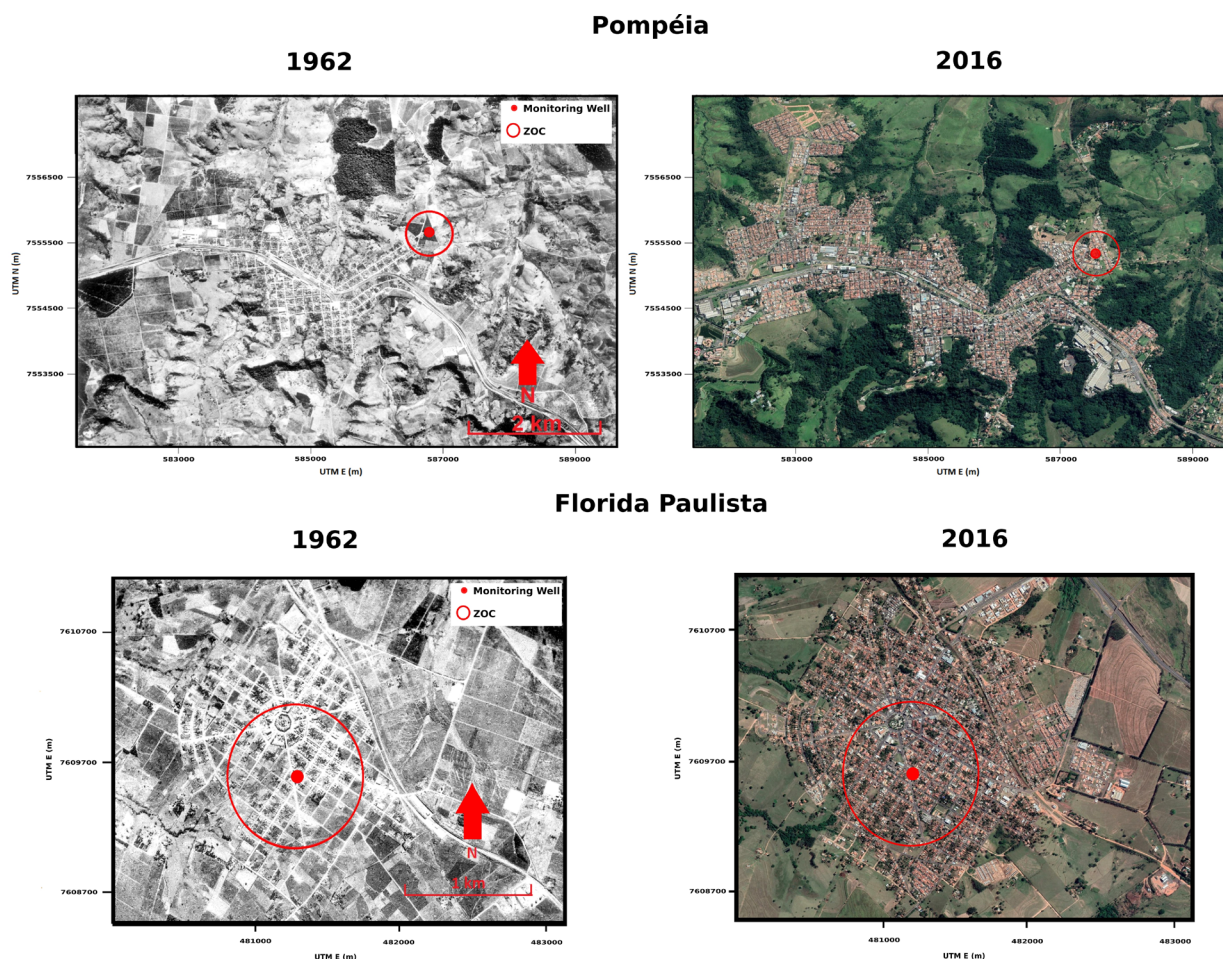 Pompéia
1962
2016
Monitoring Well
ZOC
7556500
7555500
7554500
7553500
UTM N (m)
583000
585000
587000
589000
UTM E (m)
N
2 km
7556500
7555500
7554500
7553500
UTM N (m)
583000
585000
587000
589000
UTM E (m)
Florida Paulista
1962
2016
Monitoring Well
ZOC
7610700
7609700
7608700
UTM E (m)
481000
482000
483000
UTM E (m)
N
1 km
7610700
7609700
7608700
UTM E (m)
481000
482000
483000
UTM E (m)